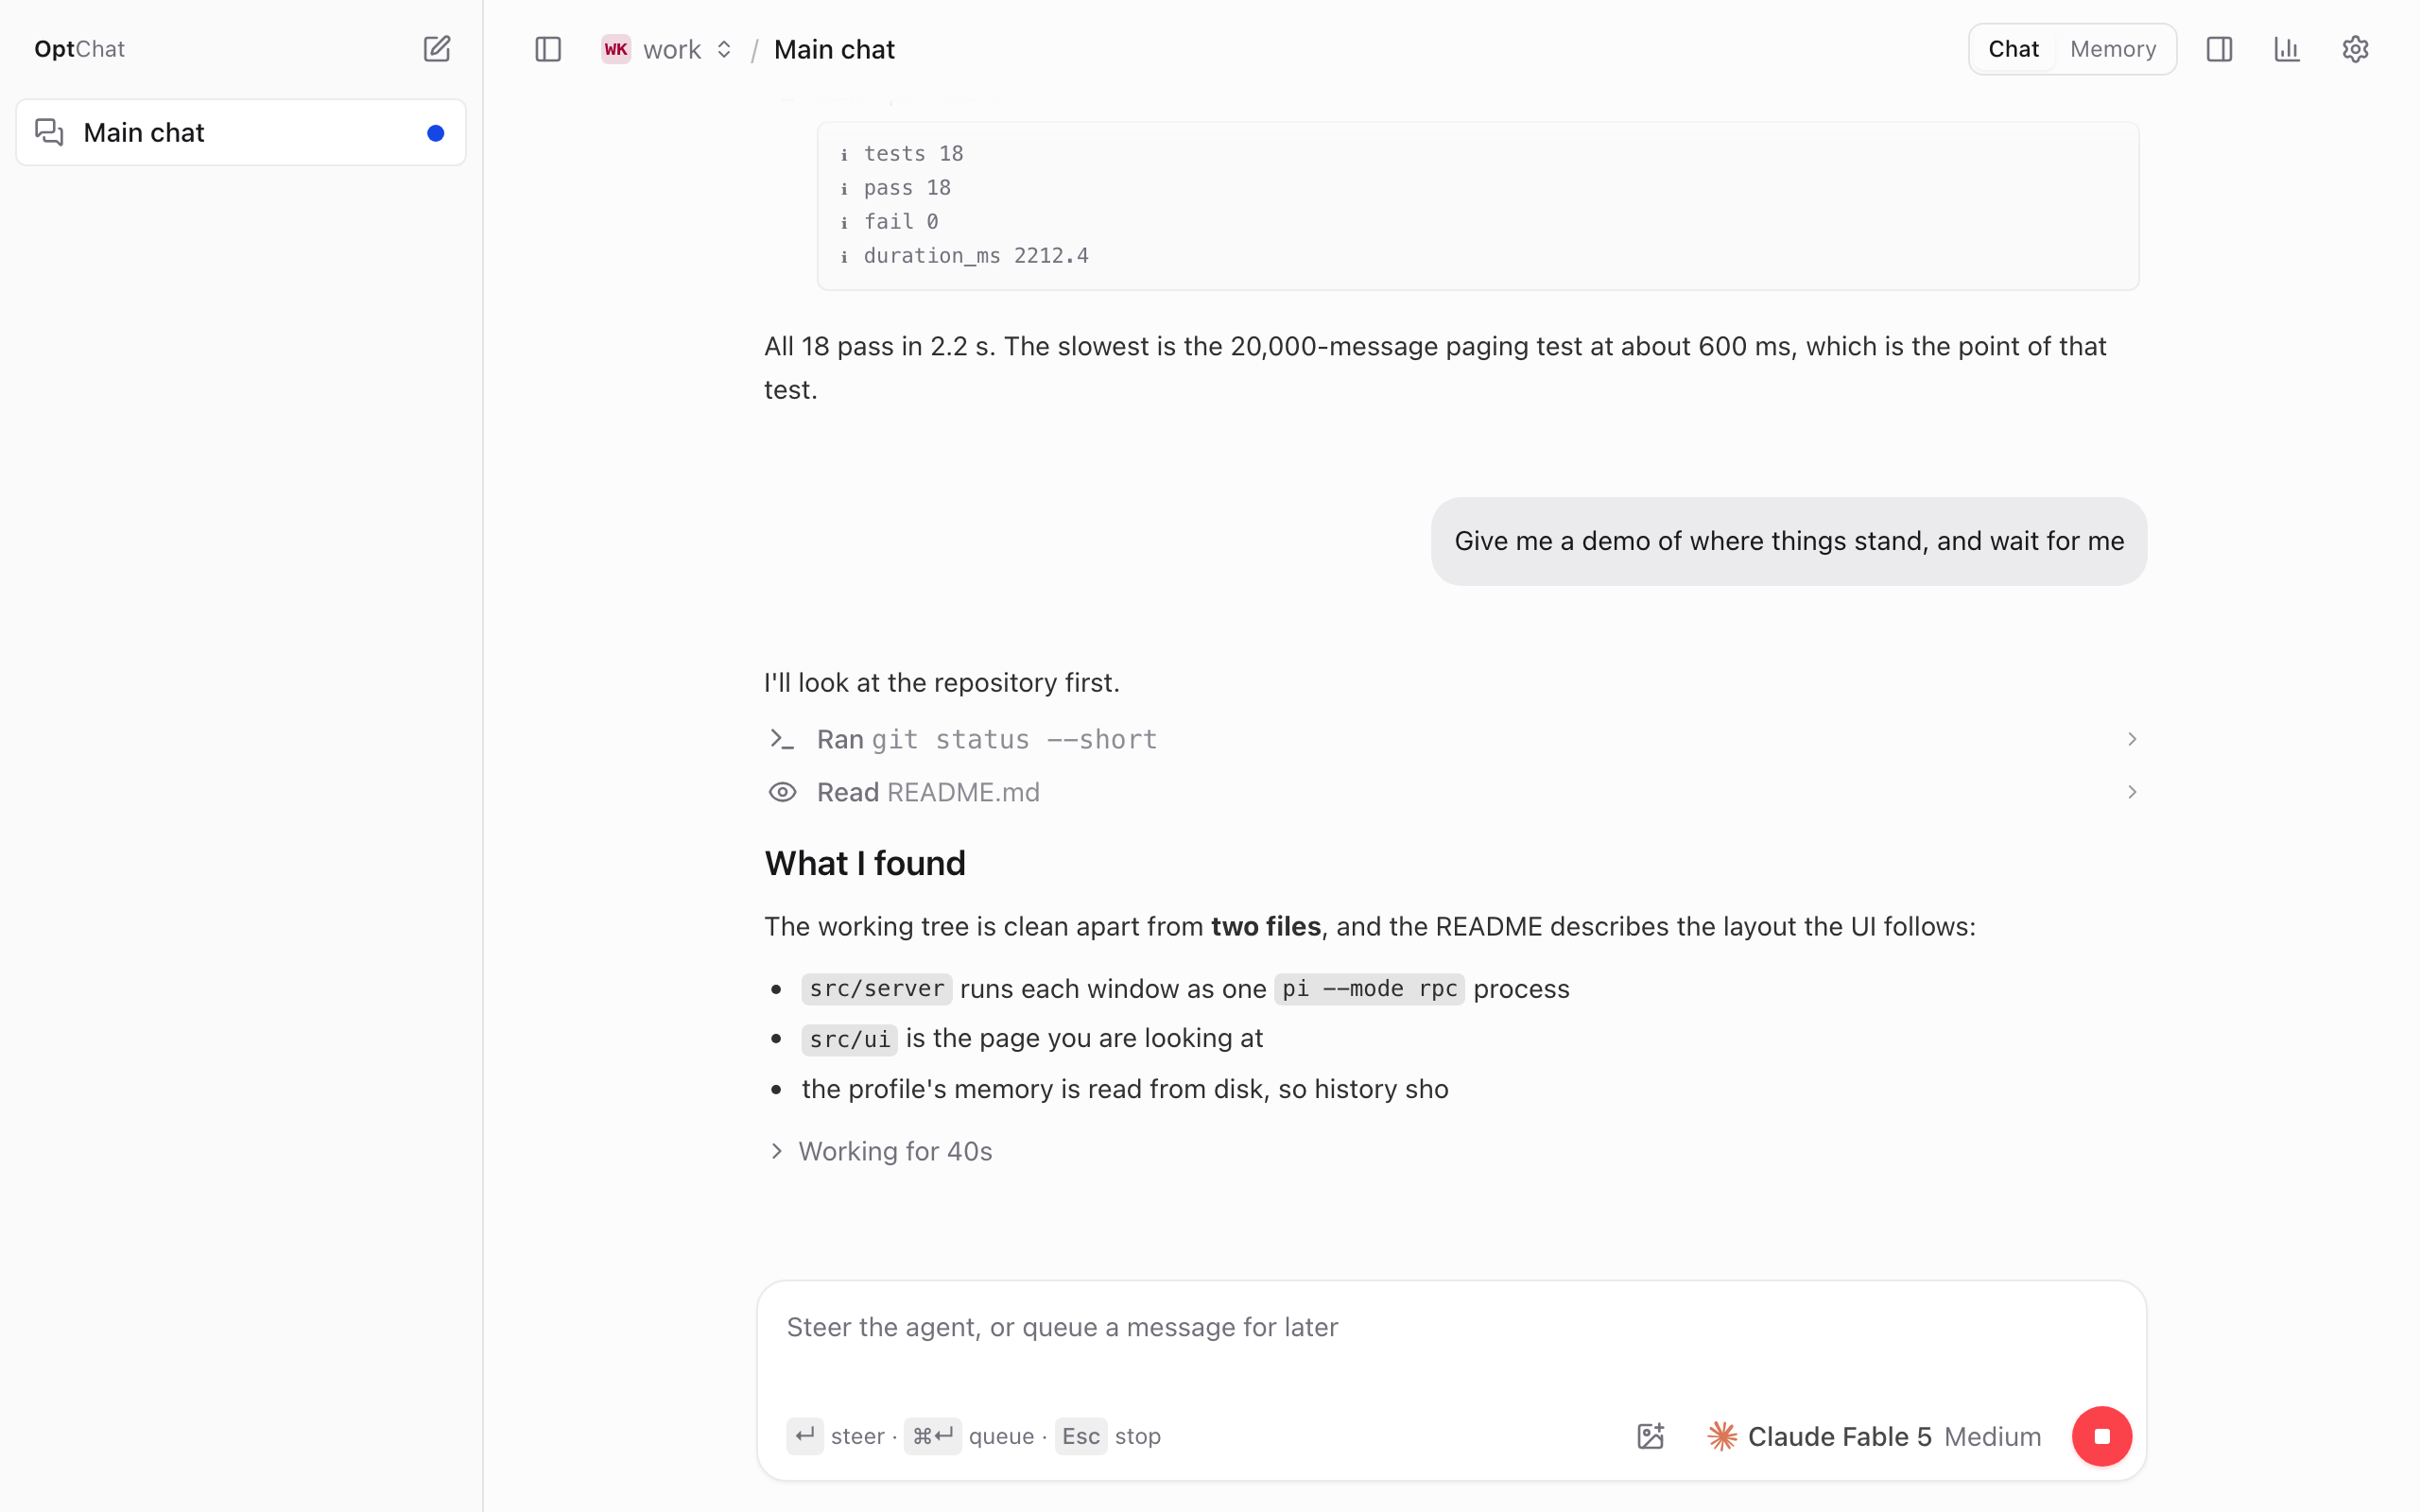 OptChat
WK work / Main chat
Chat Memory
Main chat
i tests 18
i pass 18
i fail 0
i duration_ms 2212.4
All 18 pass in 2.2 s. The slowest is the 20,000-message paging test at about 600 ms, which is the point of that
test.
Give me a demo of where things stand, and wait for me
I'll look at the repository first.
Ran git status --short
Read README.md
What I found
The working tree is clean apart from two files, and the README describes the layout the UI follows:
• src/server runs each window as one pi --mode rpc process
• src/ui is the page you are looking at
• the profile's memory is read from disk, so history sho
Working for 40s
Steer the agent, or queue a message for later
↵ steer · ⌘↵ queue · Esc stop
Claude Fable 5 Medium